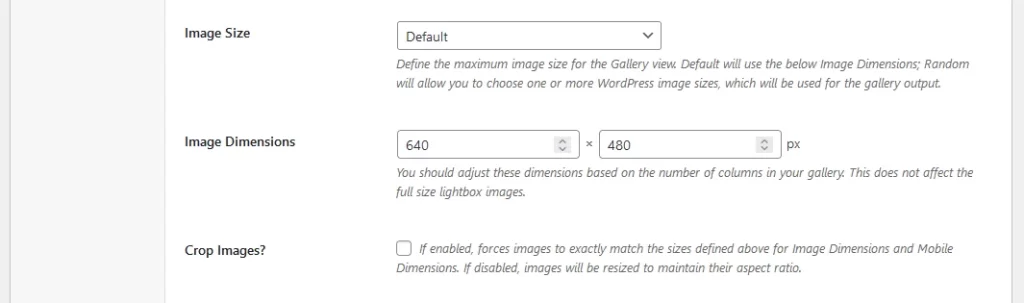 Image Size
Default
Define the maximum image size for the Gallery view. Default will use the below Image Dimensions; Random
will allow you to choose one or more WordPress image sizes, which will be used for the gallery output.
Image Dimensions
640 × 480 px
You should adjust these dimensions based on the number of columns in your gallery. This does not affect the
full size lightbox images.
Crop Images?
If enabled, forces images to exactly match the sizes defined above for Image Dimensions and Mobile
Dimensions. If disabled, images will be resized to maintain their aspect ratio.